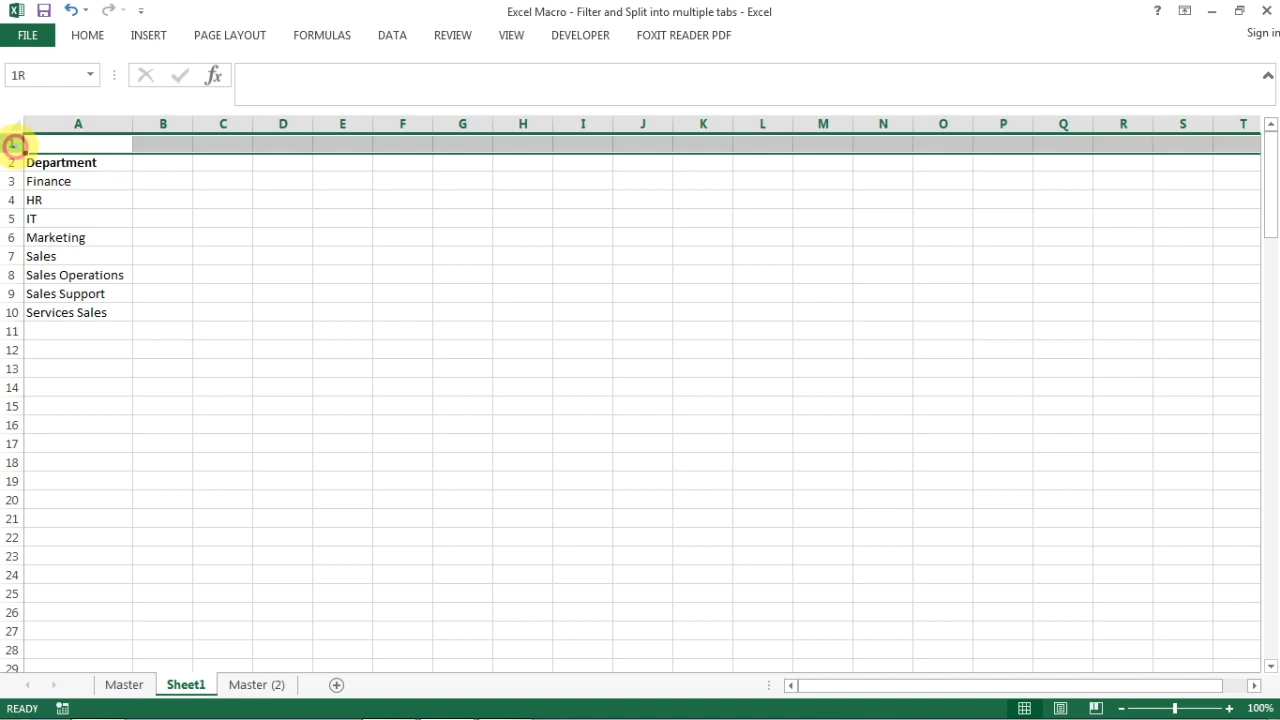 Excel Macro - Filter and Split into multiple tabs - Excel
?
FILE HOME INSERT PAGE LAYOUT FORMULAS DATA REVIEW VIEW DEVELOPER FOXIT READER PDF Sign in
1R fx
A B C D E F G H I J K L M N O P Q R S T
1
2 Department
3 Finance
4 HR
5 IT
6 Marketing
7 Sales
8 Sales Operations
9 Sales Support
10 Services Sales
11
12
13
14
15
16
17
18
19
20
21
22
23
24
25
26
27
28
29
Master Sheet1 Master (2)
READY 100%